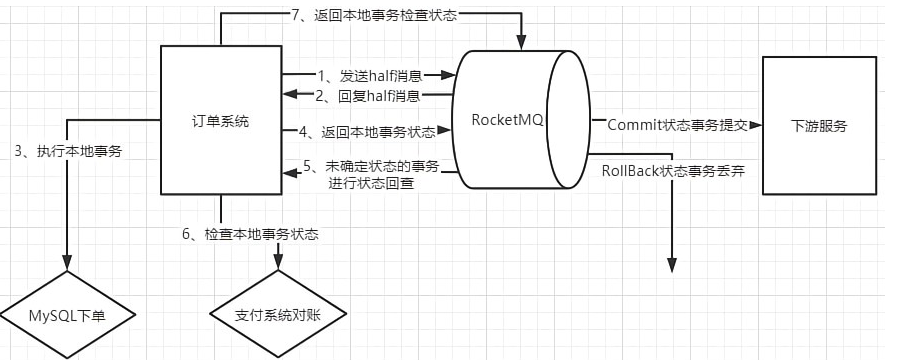 7、返回本地事务检查状态
1、发送half消息
2、回复half消息
订单系统
RocketMQ
Commit状态事务提交
下游服务
4、返回本地事务状态
3、执行本地事务
5、未确定状态的事务
进行状态回查
RollBack状态事务丢弃
6、检查本地事务状态
MySQL下单
支付系统对账